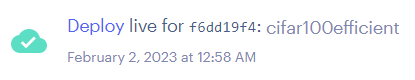 Deploy live for f6dd19f4: cifar100efficient
February 2, 2023 at 12:58 AM